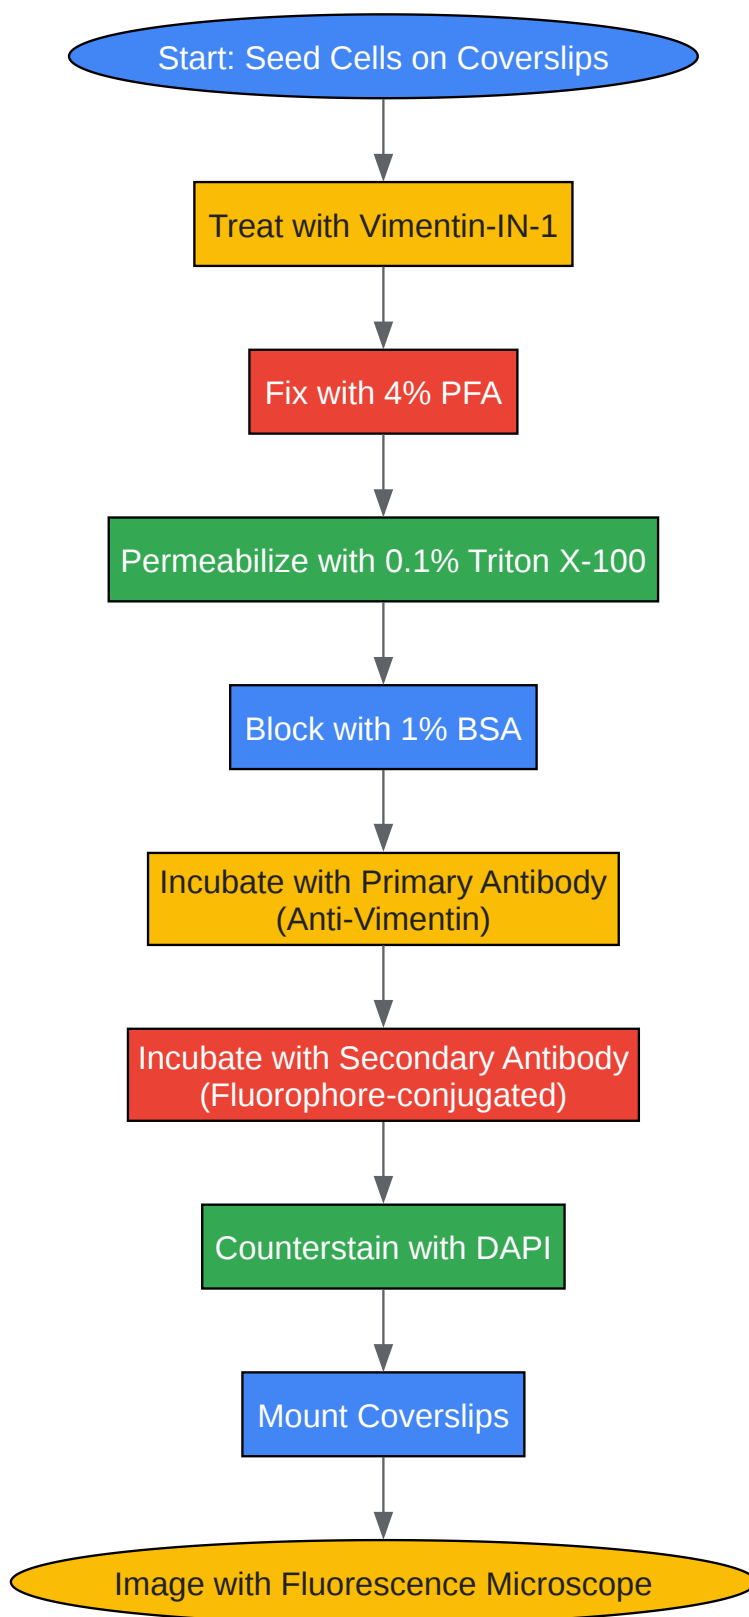 Start: Seed Cells on Coverslips
Treat with Vimentin-IN-1
Fix with 4% PFA
Permeabilize with 0.1% Triton X-100
Block with 1% BSA
Incubate with Primary Antibody
(Anti-Vimentin)
Incubate with Secondary Antibody
(Fluorophore-conjugated)
Counterstain with DAPI
Mount Coverslips
Image with Fluorescence Microscope